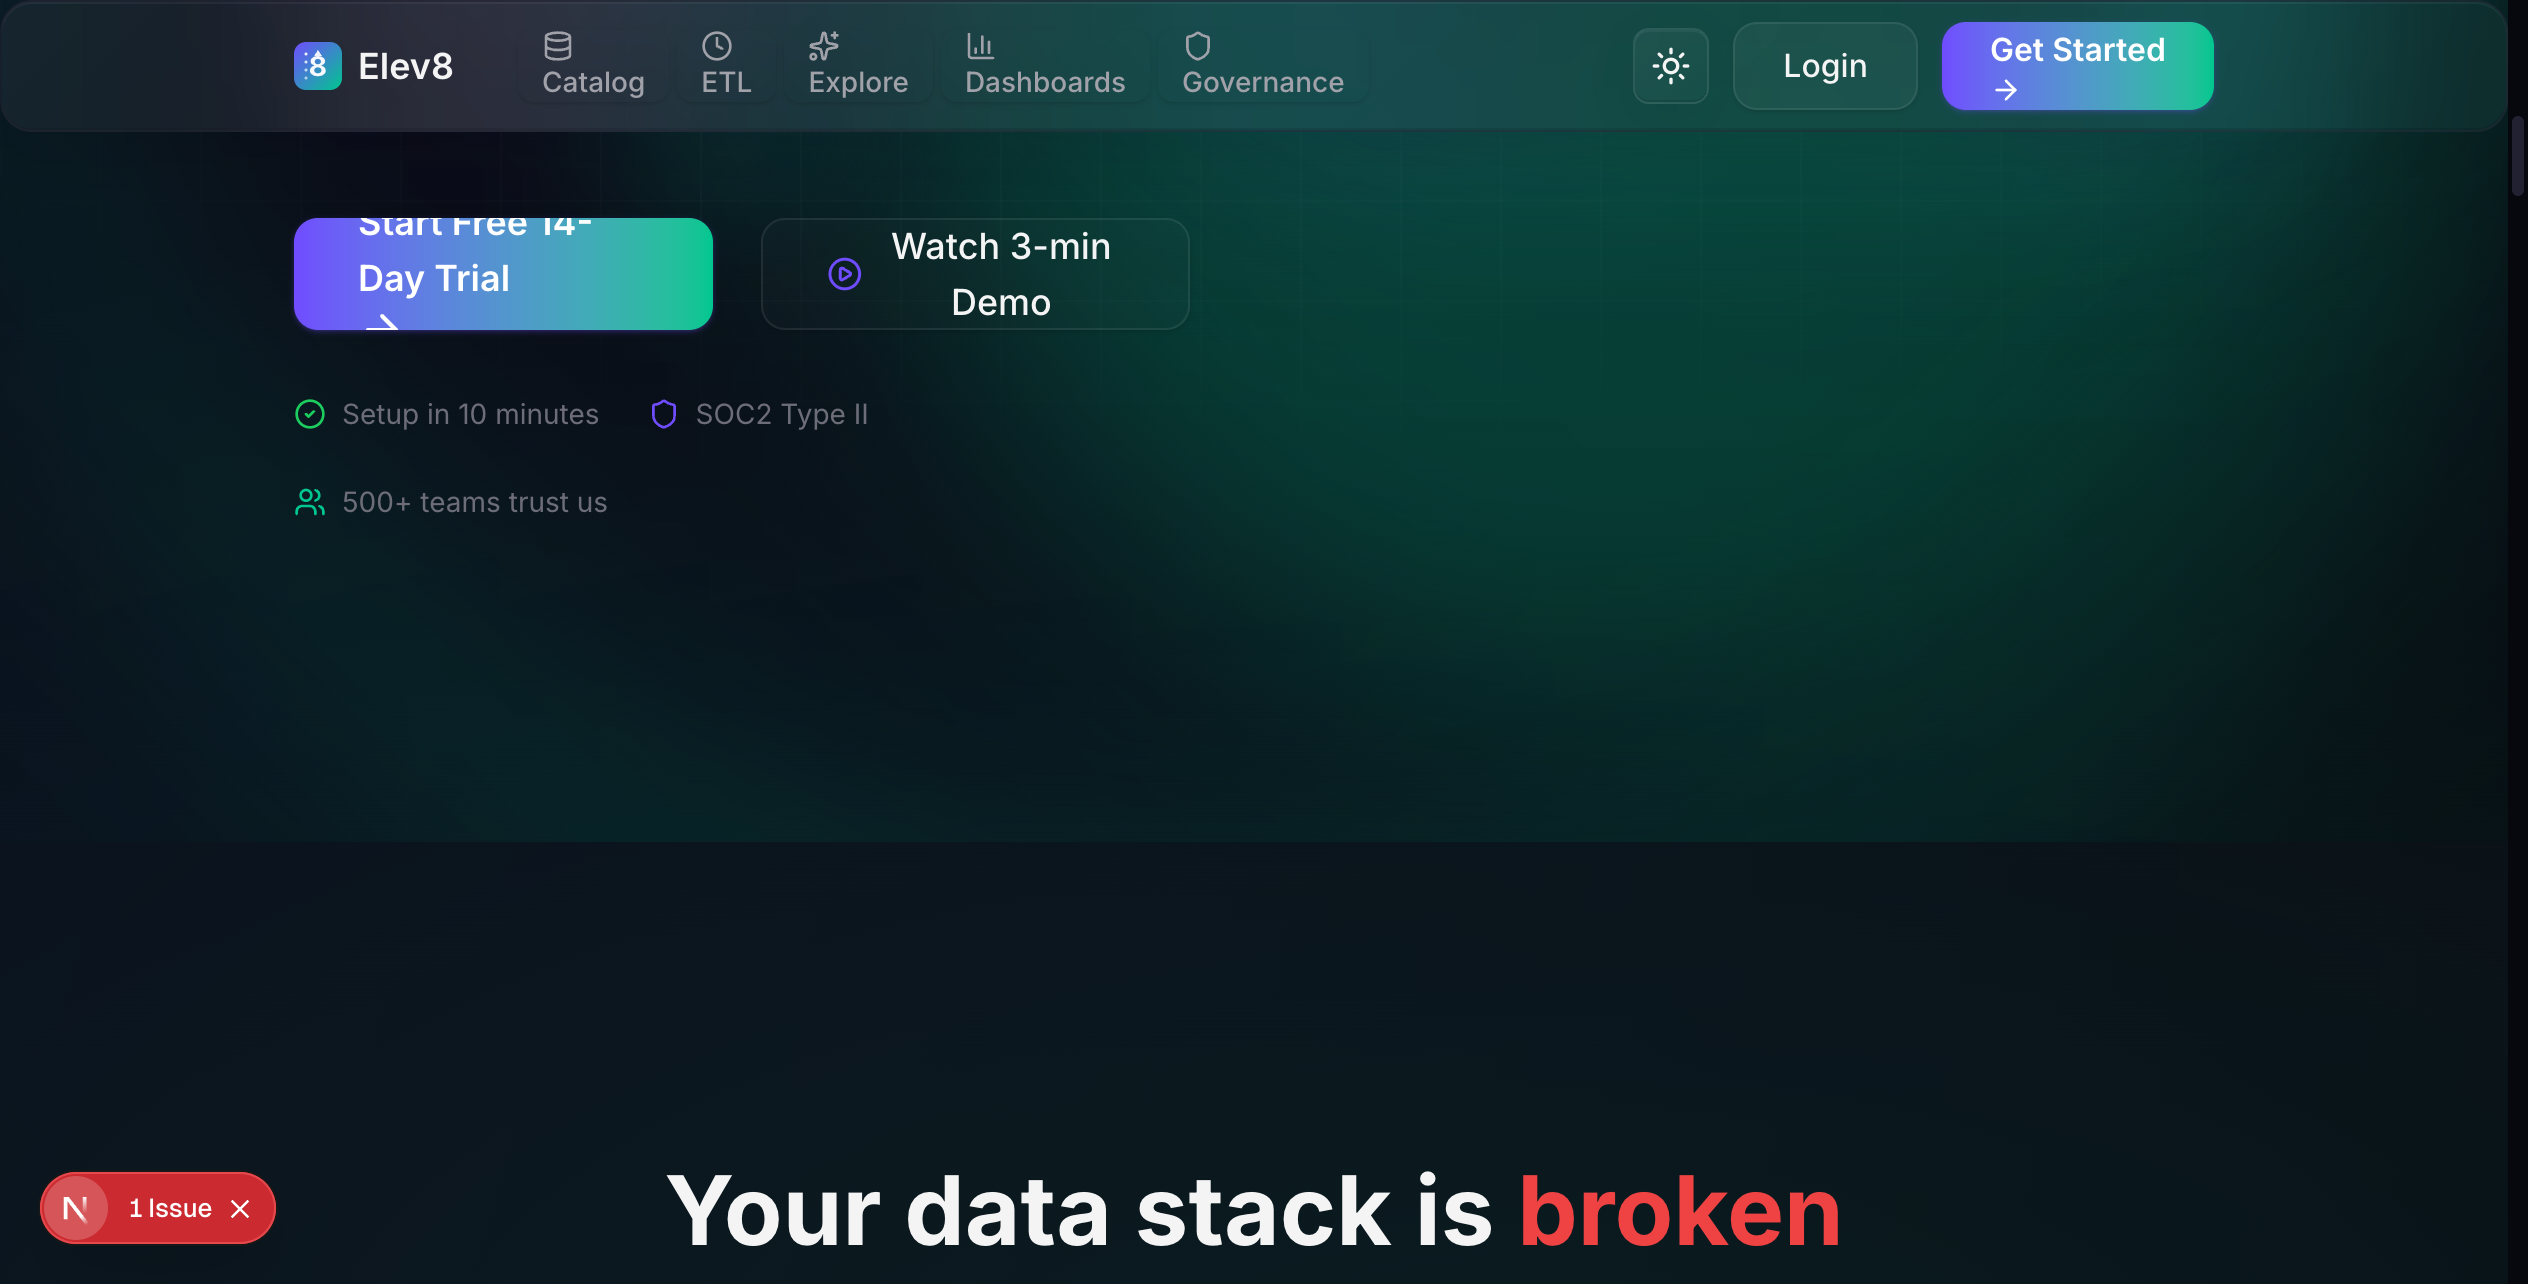 Elev8
Catalog
ETL
Explore
Dashboards
Governance
Login
Get Started
Start Free 14-
Day Trial
Watch 3-min
Demo
Setup in 10 minutes
SOC2 Type II
500+ teams trust us
Your data stack is broken
N
1 Issue